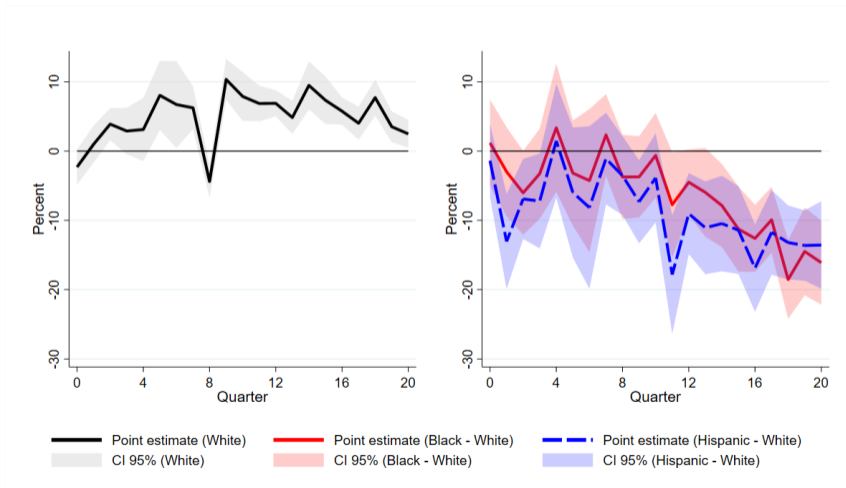 Percent
10
0
-10
-20
-30
0 4 8 12 16 20
Quarter
Percent
10
0
-10
-20
-30
0 4 8 12 16 20
Quarter
Point estimate (White) Point estimate (Black - White) Point estimate (Hispanic - White)
CI 95% (White) CI 95% (Black - White) CI 95% (Hispanic - White)